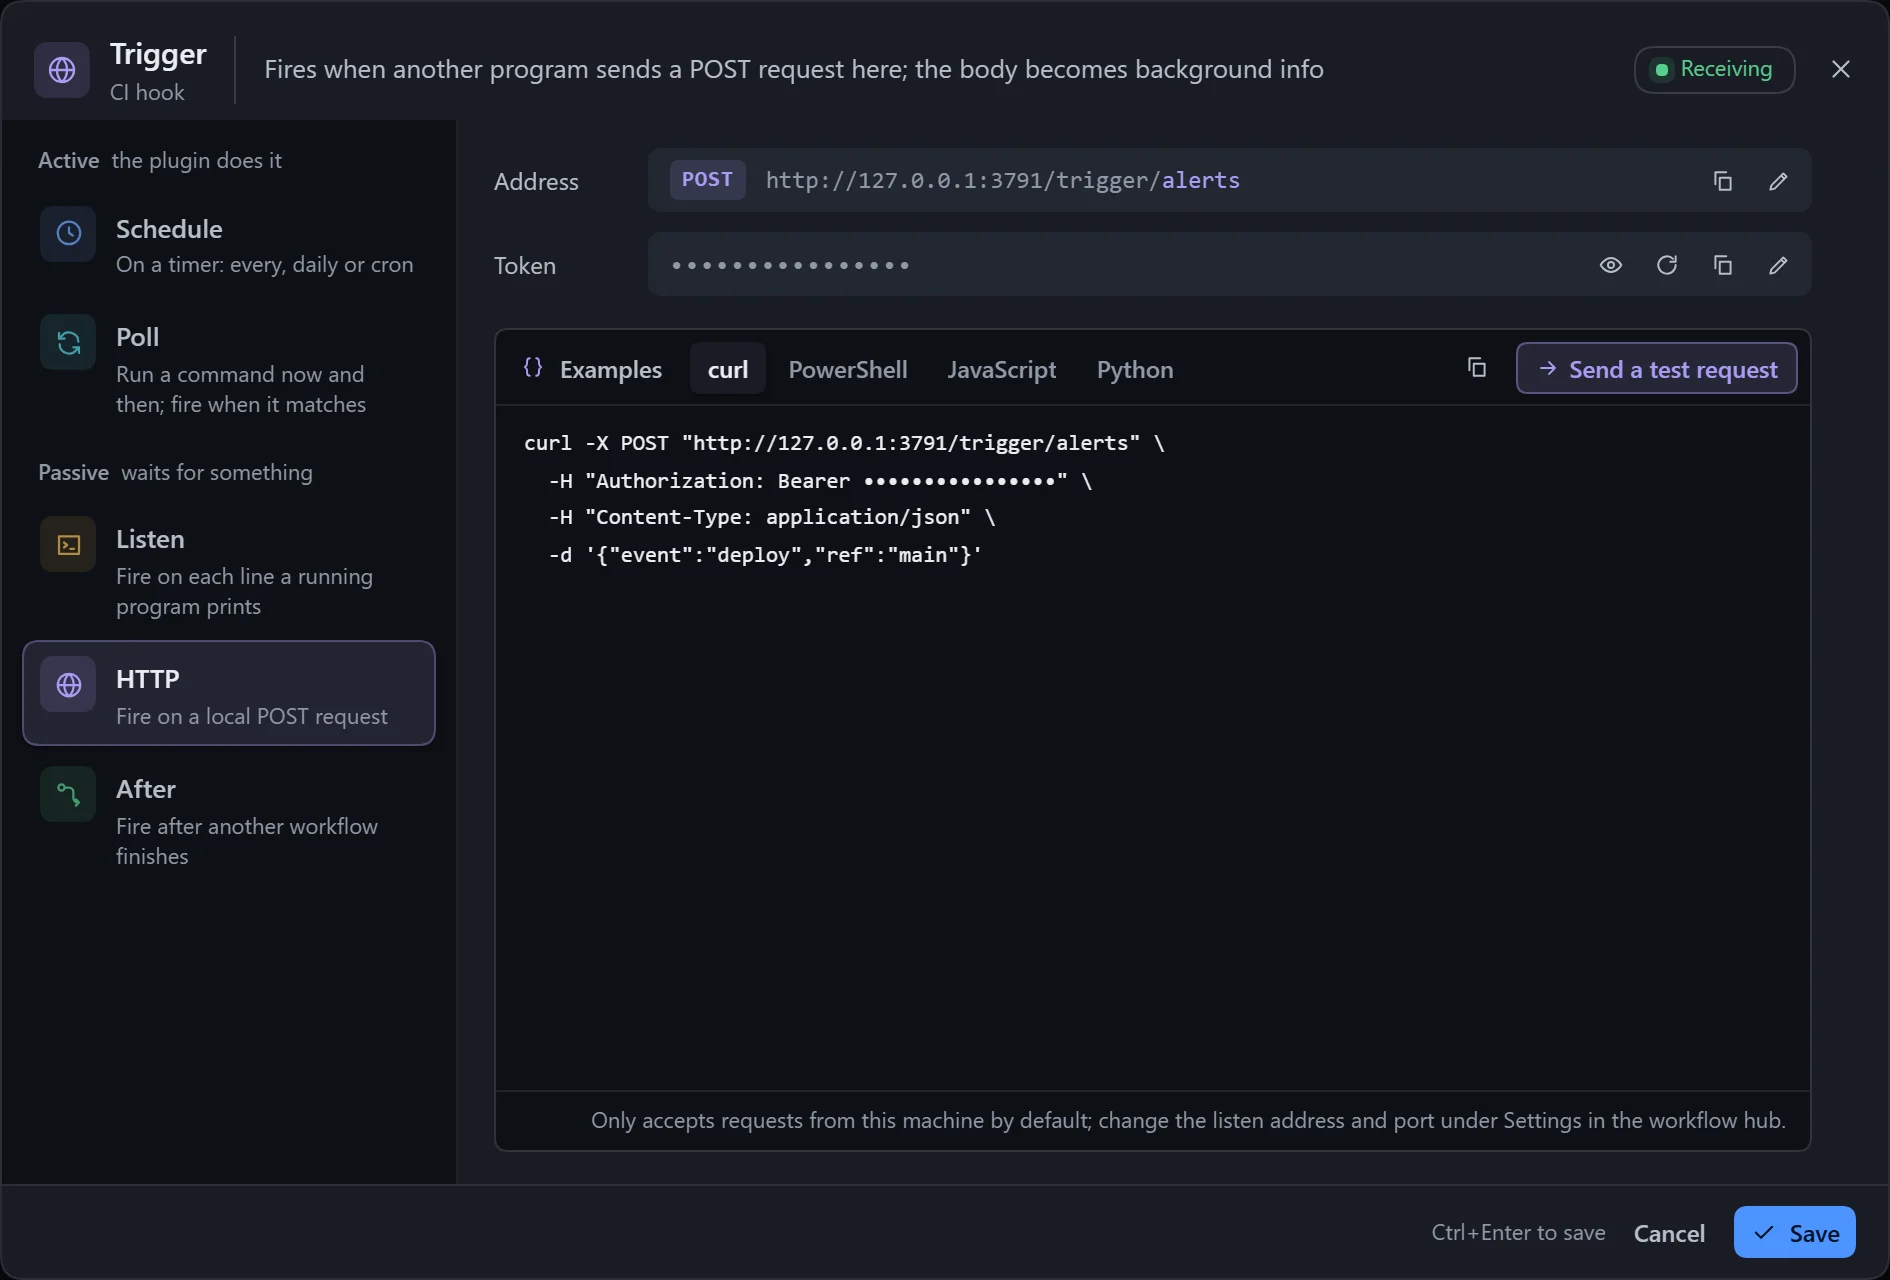 Trigger
CI hook
Fires when another program sends a POST request here; the body becomes background info
Receiving
Active the plugin does it
Schedule
On a timer: every, daily or cron
Poll
Run a command now and
then; fire when it matches
Passive waits for something
Listen
Fire on each line a running
program prints
HTTP
Fire on a local POST request
After
Fire after another workflow
finishes
Address
POST http://127.0.0.1:3791/trigger/alerts
Token
••••••••••••••••
{} Examples curl PowerShell JavaScript Python
Send a test request
curl -X POST "http://127.0.0.1:3791/trigger/alerts" \
-H "Authorization: Bearer ••••••••••••••••" \
-H "Content-Type: application/json" \
-d '{"event":"deploy","ref":"main"}'
Only accepts requests from this machine by default; change the listen address and port under Settings in the workflow hub.
Ctrl+Enter to save
Cancel
Save